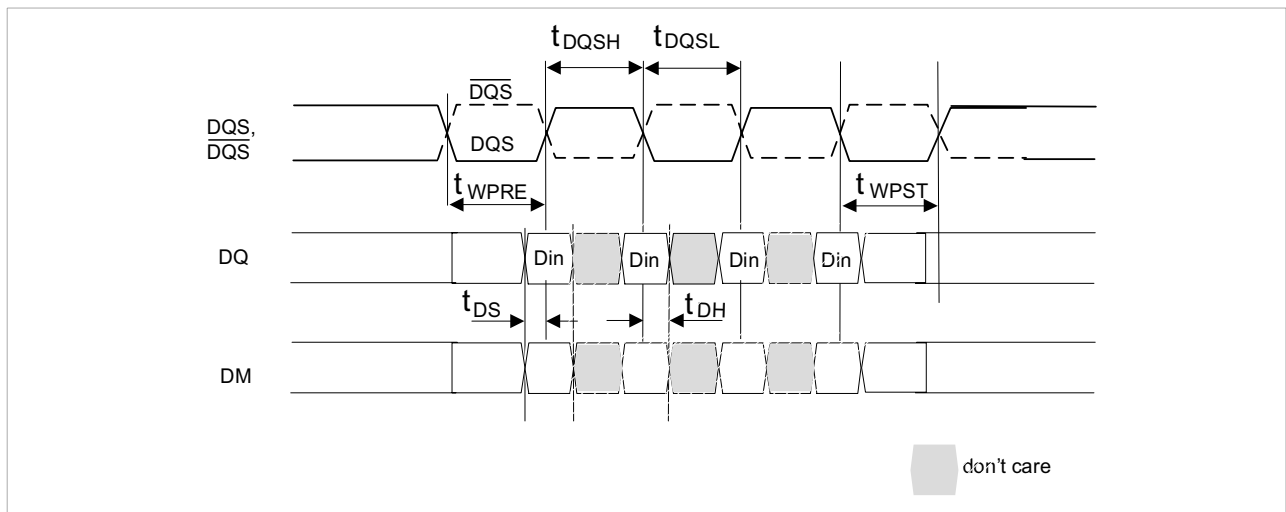 tDQSH tDQSL
DQS
DQS,
DQS
DQS
tWPRE
tWPST
DQ
Din Din Din Din
tDS
tDH
DM
don't care